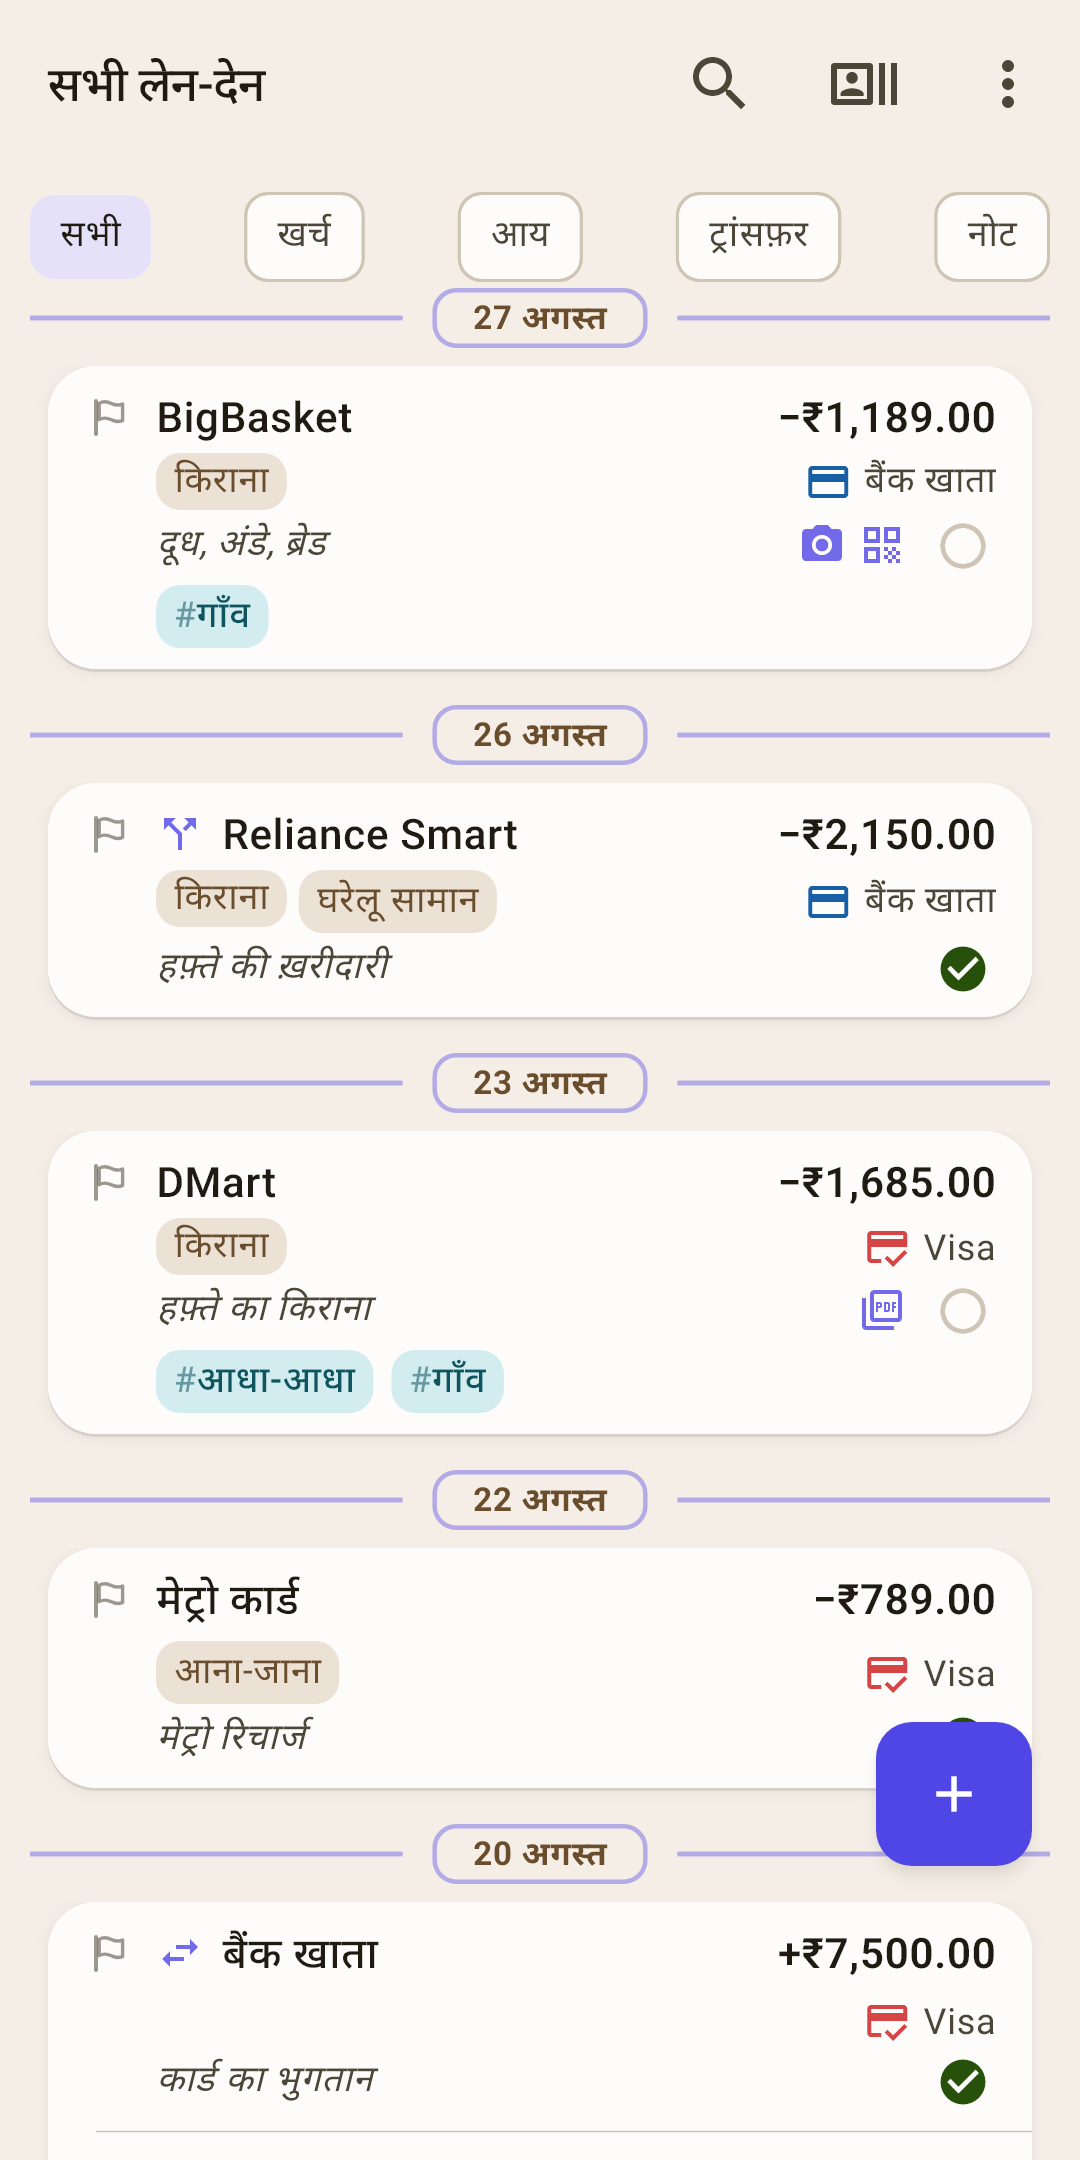 सभी लेन-देन
सभी खर्च आय ट्रांसफ़र नोट
27 अगस्त
BigBasket −₹1,189.00
किराना बैंक खाता
दूध, अंडे, ब्रेड
#गाँव
26 अगस्त
Reliance Smart −₹2,150.00
किराना घरेलू सामान बैंक खाता
हफ़्ते की ख़रीदारी
23 अगस्त
DMart −₹1,685.00
किराना Visa
हफ़्ते का किराना PDF
#आधा-आधा #गाँव
22 अगस्त
मेट्रो कार्ड −₹789.00
आना-जाना Visa
मेट्रो रिचार्ज
20 अगस्त
बैंक खाता +₹7,500.00
Visa
कार्ड का भुगतान